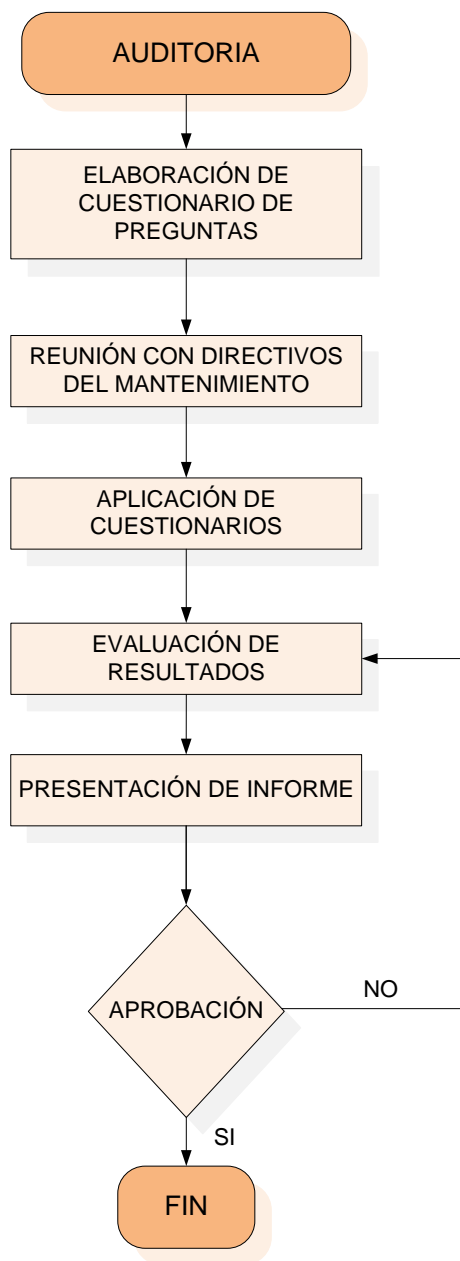 AUDITORIA
ELABORACIÓN DE
CUESTIONARIO DE
PREGUNTAS
REUNIÓN CON DIRECTIVOS
DEL MANTENIMIENTO
APLICACIÓN DE
CUESTIONARIOS
EVALUACIÓN DE
RESULTADOS
PRESENTACIÓN DE INFORME
APROBACIÓN
NO
SI
FIN